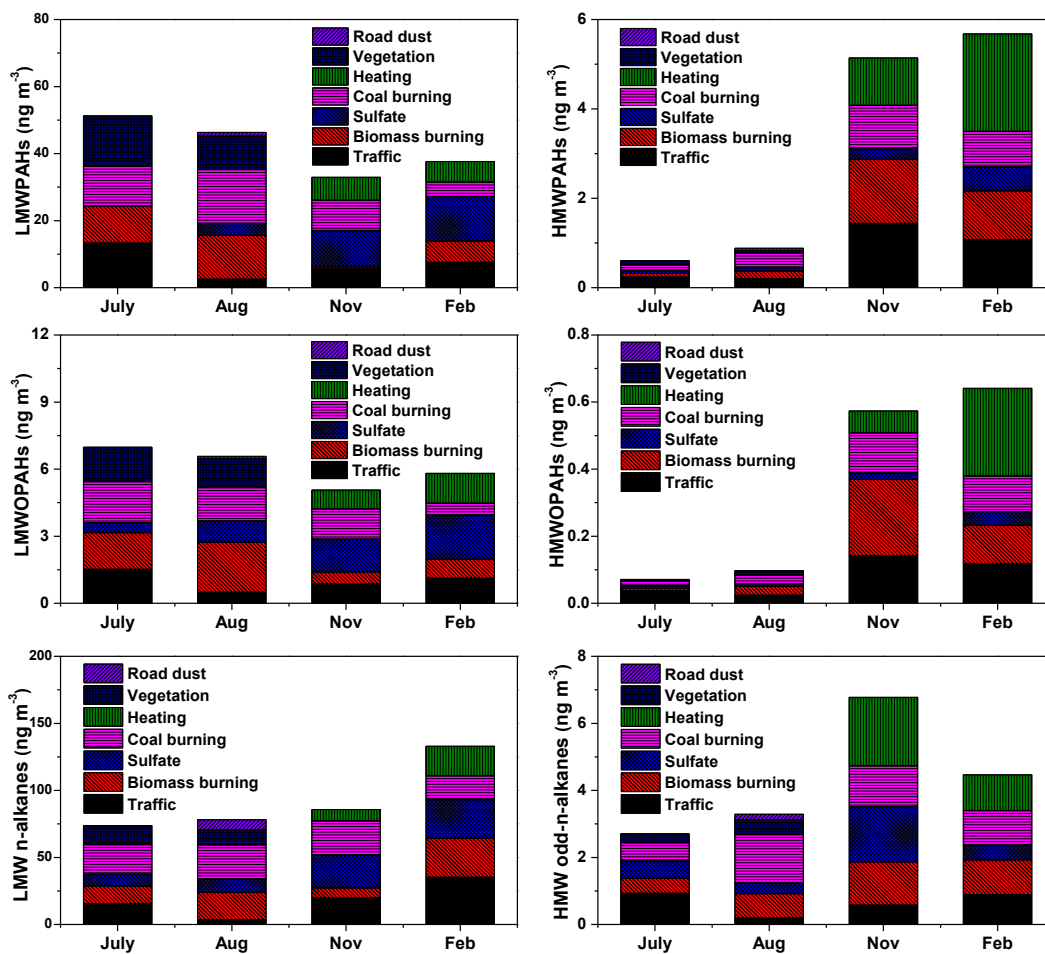 LMWPAHs (ng m-3)
80
60
40
20
0
Road dust
Vegetation
Heating
Coal burning
Sulfate
Biomass burning
Traffic
July Aug Nov Feb
HMWPAHs (ng m-3)
6
4
2
0
Road dust
Vegetation
Heating
Coal burning
Sulfate
Biomass burning
Traffic
July Aug Nov Feb
LMWOPAHs (ng m-3)
12
9
6
3
0
Road dust
Vegetation
Heating
Coal burning
Sulfate
Biomass burning
Traffic
July Aug Nov Feb
HMWOPAHs (ng m-3)
0.8
0.6
0.4
0.2
0.0
Road dust
Vegetation
Heating
Coal burning
Sulfate
Biomass burning
Traffic
July Aug Nov Feb
LMW n-alkanes (ng m-3)
200
150
100
50
0
Road dust
Vegetation
Heating
Coal burning
Sulfate
Biomass burning
Traffic
July Aug Nov Feb
HMW odd-n-alkanes (ng m-3)
8
6
4
2
0
Road dust
Vegetation
Heating
Coal burning
Sulfate
Biomass burning
Traffic
July Aug Nov Feb